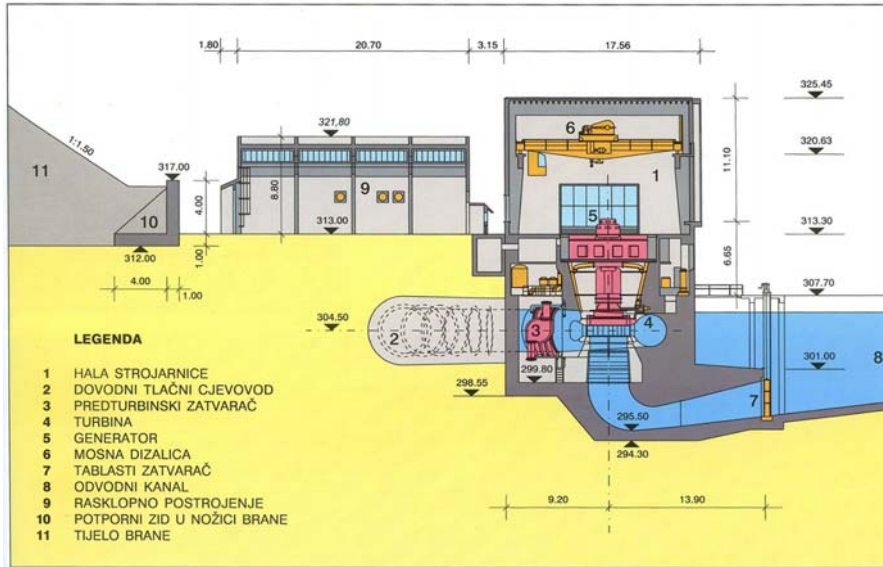 1.80 20.70 3.15 17.56
325.45
321,80
6
320.63
11
1:1.50
317.00
11.10
1
9
8.80
4.00
5
10
313.00
313.30
312.00
1.00
6.65
4.00
1.00
307.70
304.50
2
3
4
8
299.80
301.00
298.55
7
295.50
294.30
9.20 13.90
LEGENDA
1 HALA STROJARNICE
2 DOVODNI TLAČNI CJEVOVOD
3 PREDTURBINSKI ZATVARAČ
4 TURBINA
5 GENERATOR
6 MOSNA DIZALICA
7 TABLASTI ZATVARAČ
8 ODVODNI KANAL
9 RASKLOPNO POSTROJENJE
10 POTPORNI ZID U NOŽICI BRANE
11 TIJELO BRANE